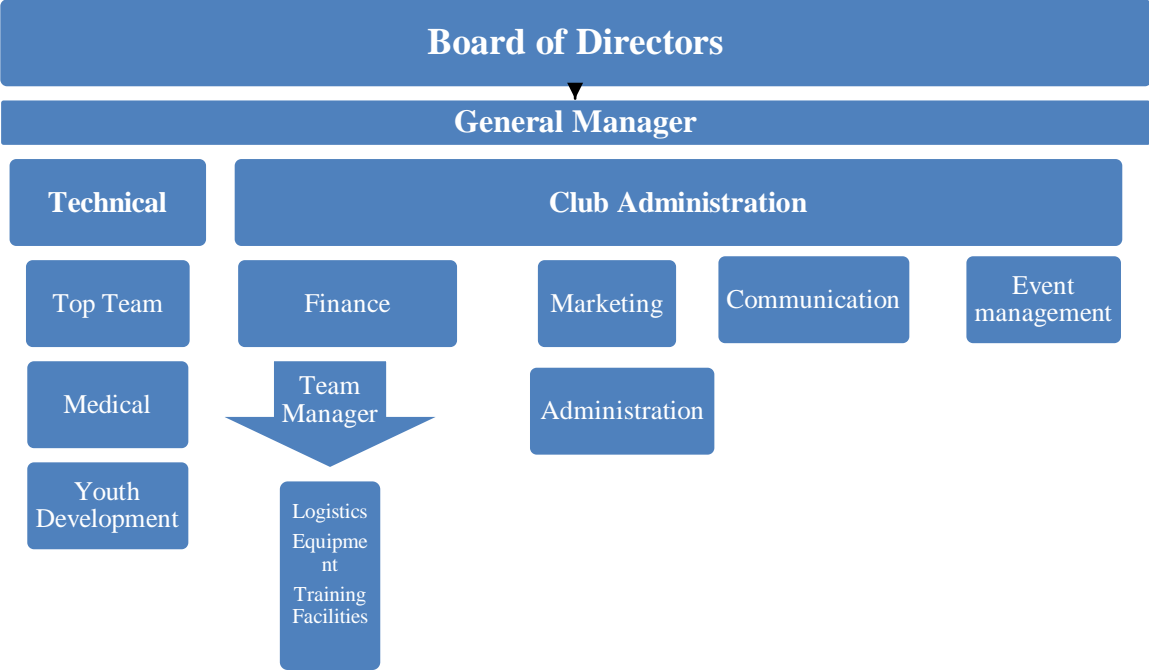 Board of Directors
General Manager
Technical
Club Administration
Top Team
Finance
Marketing
Communication
Event
management
Medical
Team
Manager
Administration
Youth
Development
Logistics
Equipme
nt
Training
Facilities